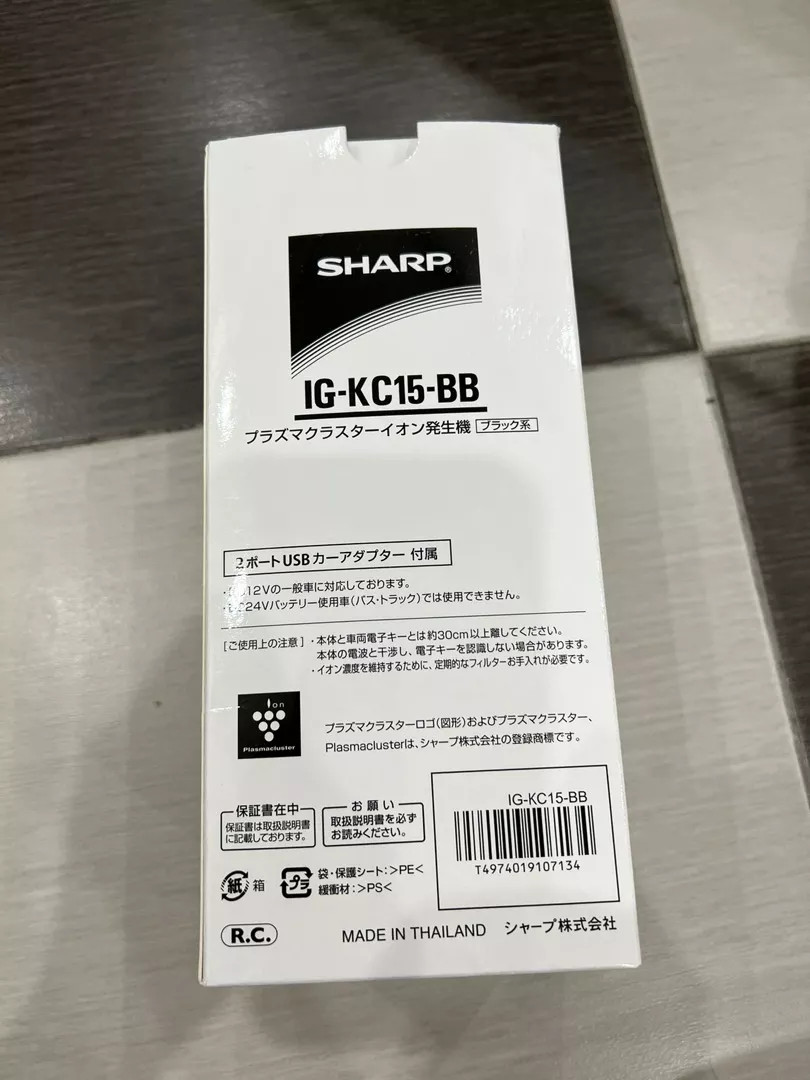 SHARP®
IG-KC15-BB
プラズマクラスターイオン発生機 ブラック系
2ポートUSBカーアダプター 付属
・DC12Vの一般車に対応しております。
・DC24Vバッテリー使用車(バス・トラック)では使用できません。
[ご使用上の注意] ・本体と車両電子キーとは約30cm以上離してください。
本体の電波と干渉し、電子キーを認識しない場合があります。
・イオン濃度を維持するために、定期的なフィルターお手入れが必要です。
ion
Plasmacluster
プラズマクラスターロゴ(図形)およびプラズマクラスター、
Plasmaclusterは、シャープ株式会社の登録商標です。
保証書在中
保証書は取扱説明書
に記載しております。
お願い
取扱説明書を必ず
お読みください。
IG-KC15-BB
T4974019107134
紙 箱
プラ 袋・保護シート:>PE<
緩衝材:>PS<
R.C.
MADE IN THAILAND シャープ株式会社